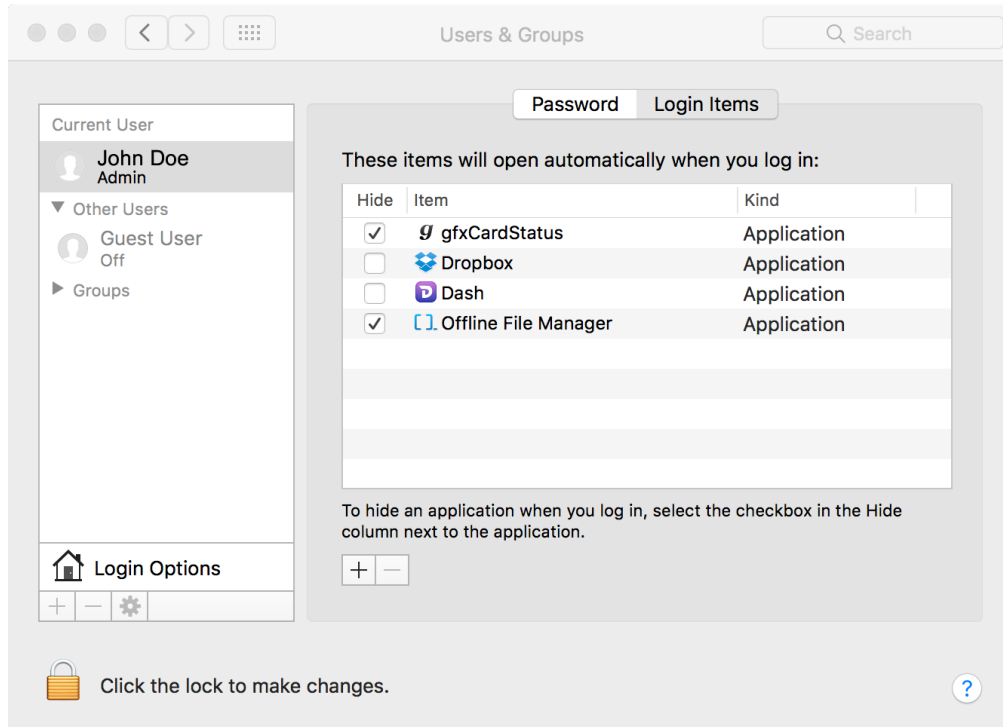 Users & Groups
Search
Current User
John Doe
Admin
Other Users
Guest User
Off
Groups
Login Options
Password Login Items
These items will open automatically when you log in:
Hide Item Kind
gfxCardStatus Application
Dropbox Application
Dash Application
Offline File Manager Application
To hide an application when you log in, select the checkbox in the Hide
column next to the application.
Click the lock to make changes.
?